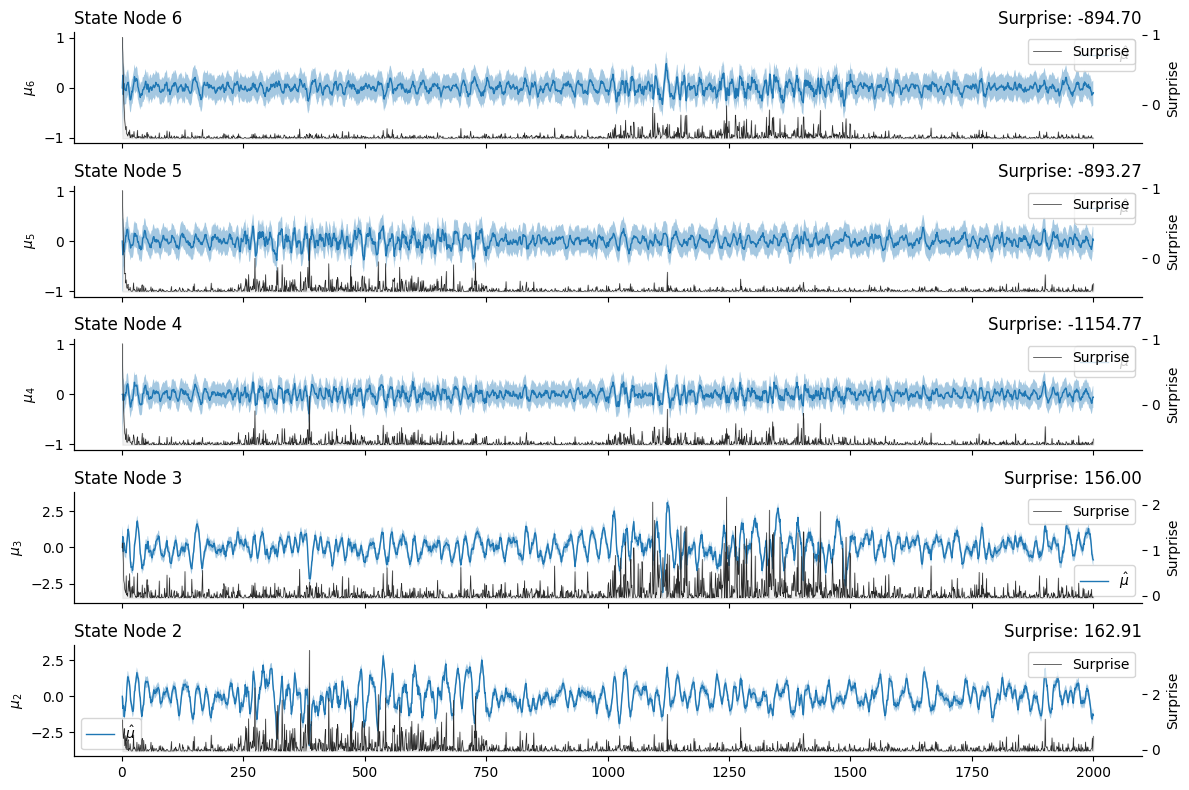 State Node 6 Surprise: -894.70
1 1
Surprise
0 0
-1
μ6
Surprise
State Node 5 Surprise: -893.27
1 1
Surprise
0 0
-1
μ5
Surprise
State Node 4 Surprise: -1154.77
1 1
Surprise
0 0
-1
μ4
Surprise
State Node 3 Surprise: 156.00
2.5 2
Surprise
0.0 1
-2.5 0
μ̂
μ3
Surprise
State Node 2 Surprise: 162.91
2.5
Surprise
0.0 2
-2.5 0
μ̂
μ2
Surprise
0 250 500 750 1000 1250 1500 1750 2000